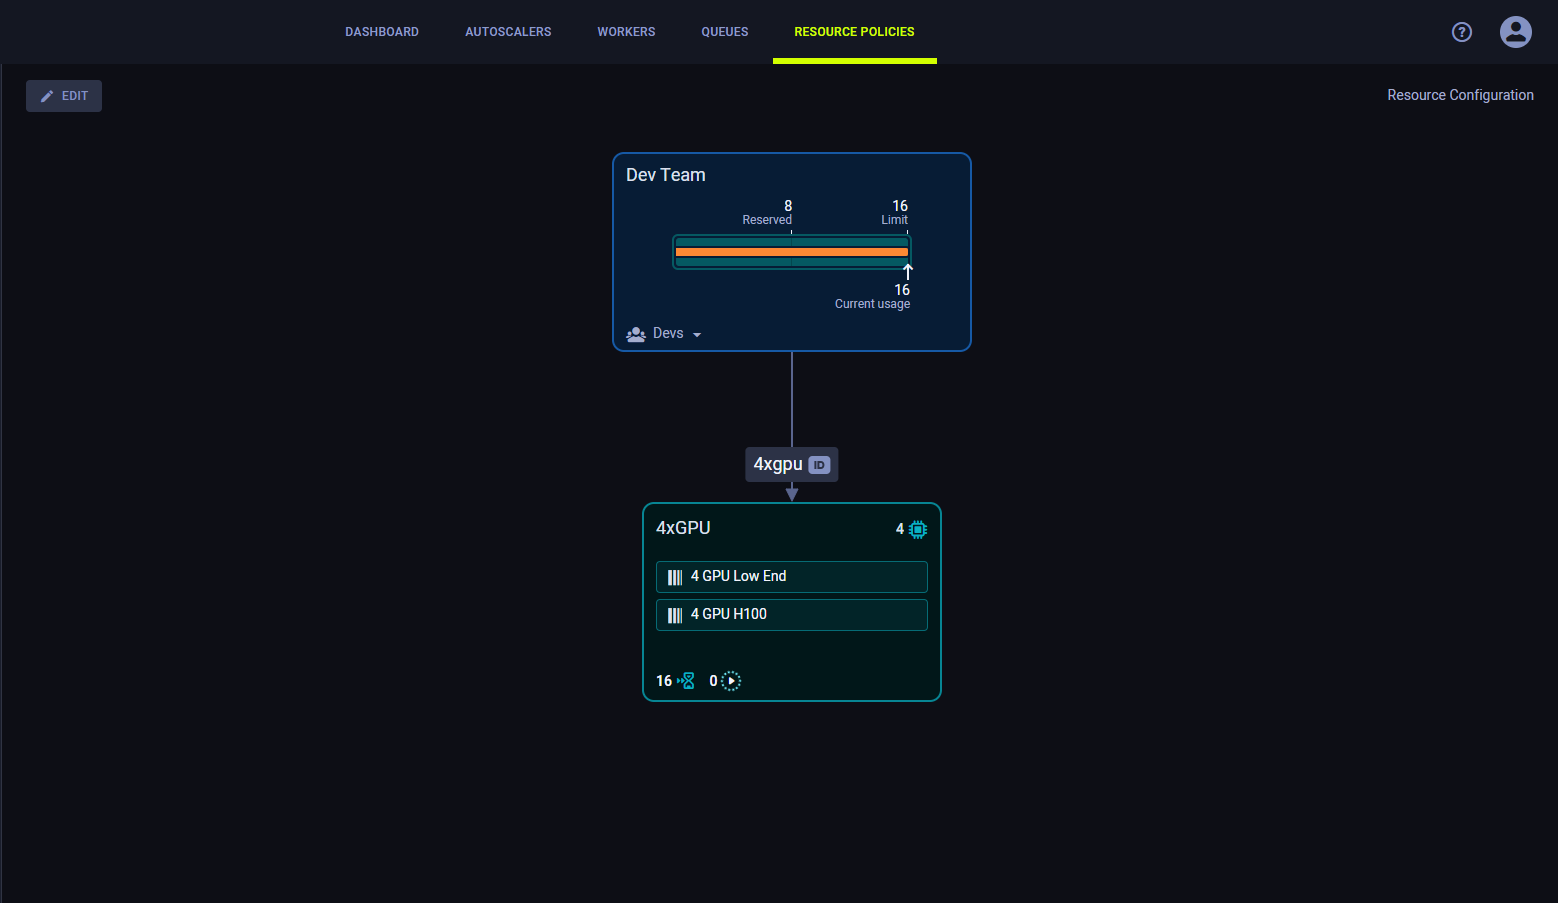 DASHBOARD AUTOSCALERS WORKERS QUEUES RESOURCE POLICIES ?
EDIT Resource Configuration
Dev Team
8 16
Reserved Limit
16
Current usage
Devs
4xgpu ID
4xGPU 4
4 GPU Low End
4 GPU H100
16 0